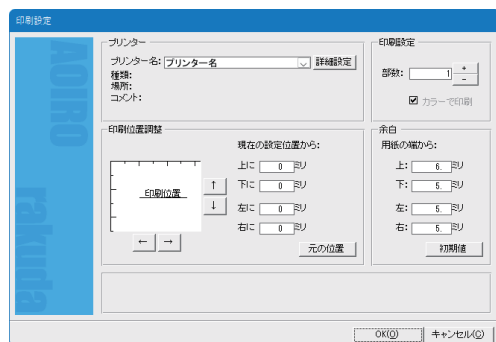 印刷設定
AOIRO
rakuda
プリンター
プリンター名: プリンター名 詳細設定
種類:
場所:
コメント:
印刷設定
部数: 1 + -
カラーで印刷
印刷位置調整
印刷位置
↑
↓
← →
現在の設定位置から:
上に 0 ミリ
下に 0 ミリ
左に 0 ミリ
右に 0 ミリ
元の位置
余白
用紙の端から:
上: 6. ミリ
下: 5. ミリ
左: 5. ミリ
右: 5. ミリ
初期値
OK(O) キャンセル(C)